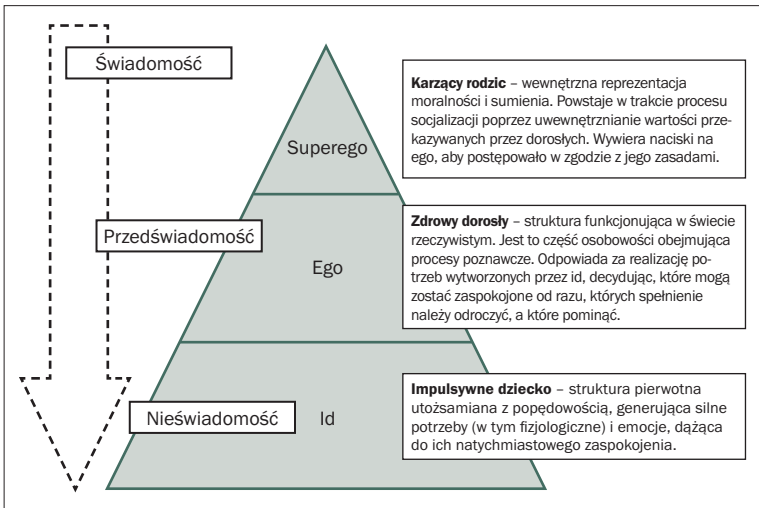 Świadomość
Superego
Karzący rodzic – wewnętrzna reprezentacja
moralności i sumienia. Powstaje w trakcie procesu
socjalizacji poprzez uwewnętrznianie wartości prze-
kazywanych przez dorosłych. Wywiera naciski na
ego, aby postępowało w zgodzie z jego zasadami.
Przedświadomość
Ego
Zdrowy dorosły – struktura funkcjonująca w świecie
rzeczywistym. Jest to część osobowości obejmująca
procesy poznawcze. Odpowiada za realizację po-
trzeb wytworzonych przez id, decydując, które mogą
zostać zaspokojone od razu, których spełnienie
należy odroczyć, a które pominąć.
Nieświadomość
Id
Impulsywne dziecko – struktura pierwotna
utożsamiana z popędowością, generująca silne
potrzeby (w tym fizjologiczne) i emocje, dążąca
do ich natychmiastowego zaspokojenia.